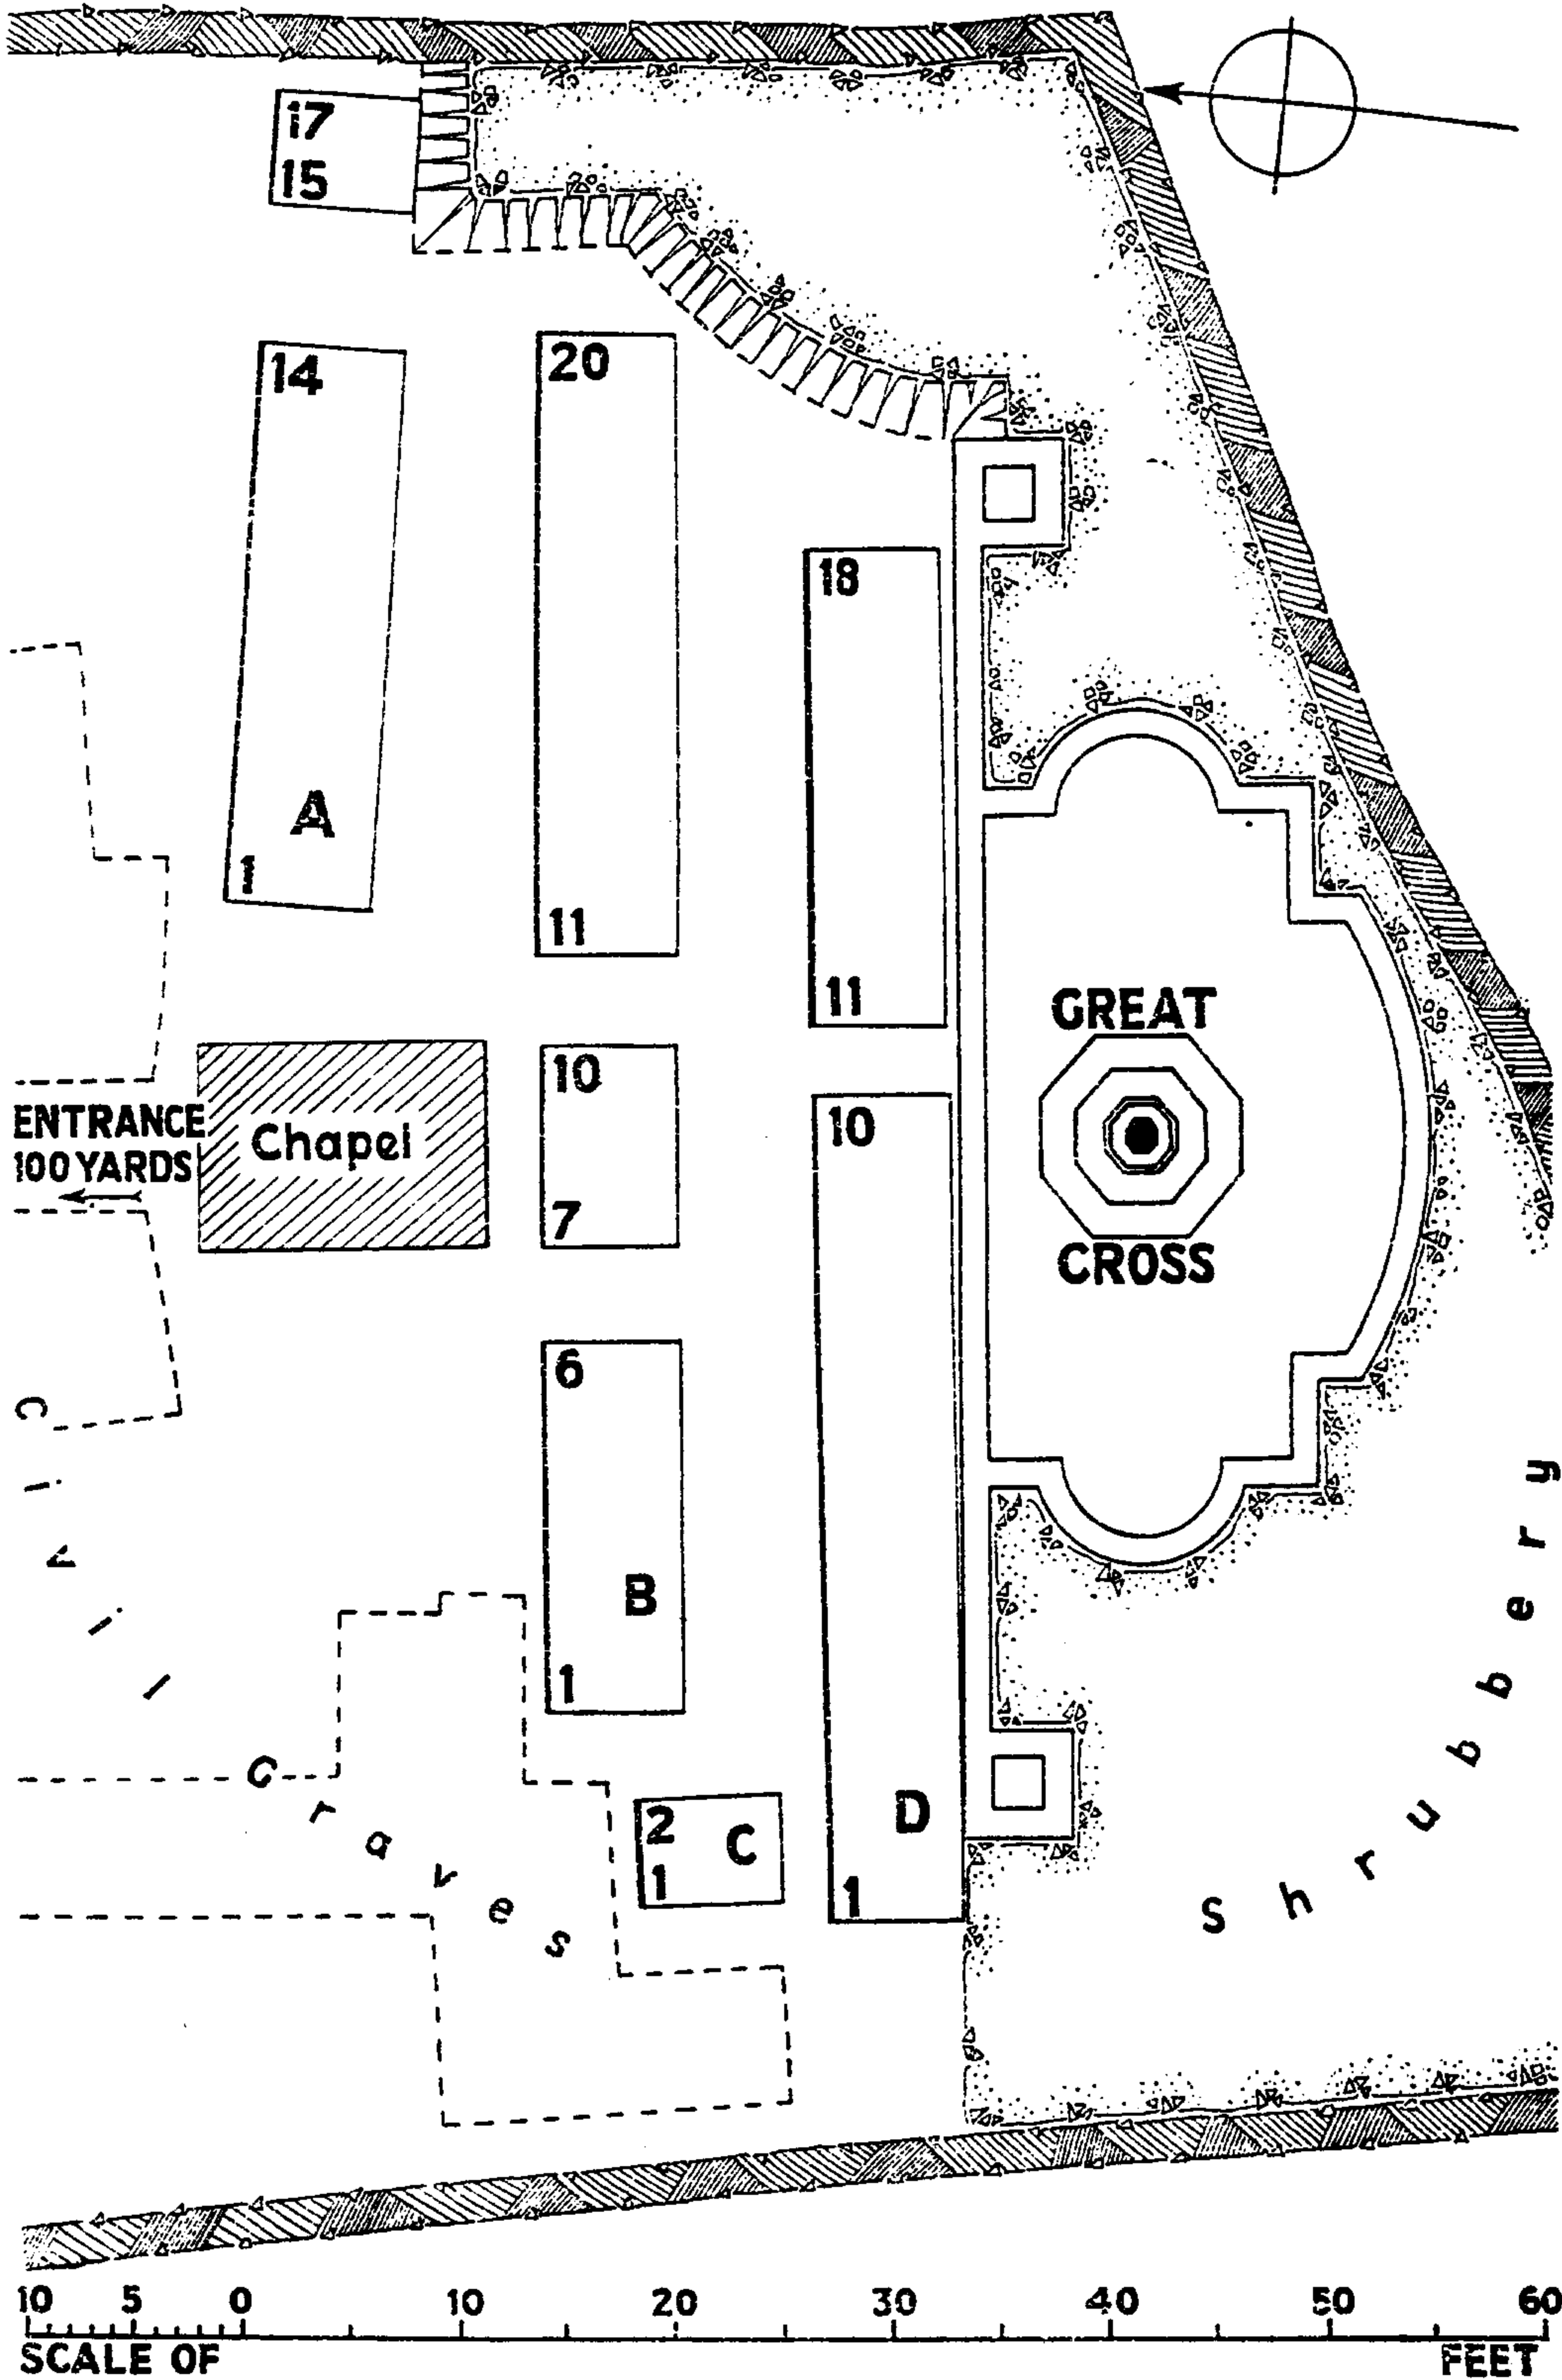 17
15
14
20
18
A
1
11
11
GREAT
CROSS
ENTRANCE
100 YARDS
Chapel
10
7
10
6
B
1
2
C
1
D
1
Civil Graves
Shrubbery
10 5 0 10 20 30 40 50 60
SCALE OF FEET